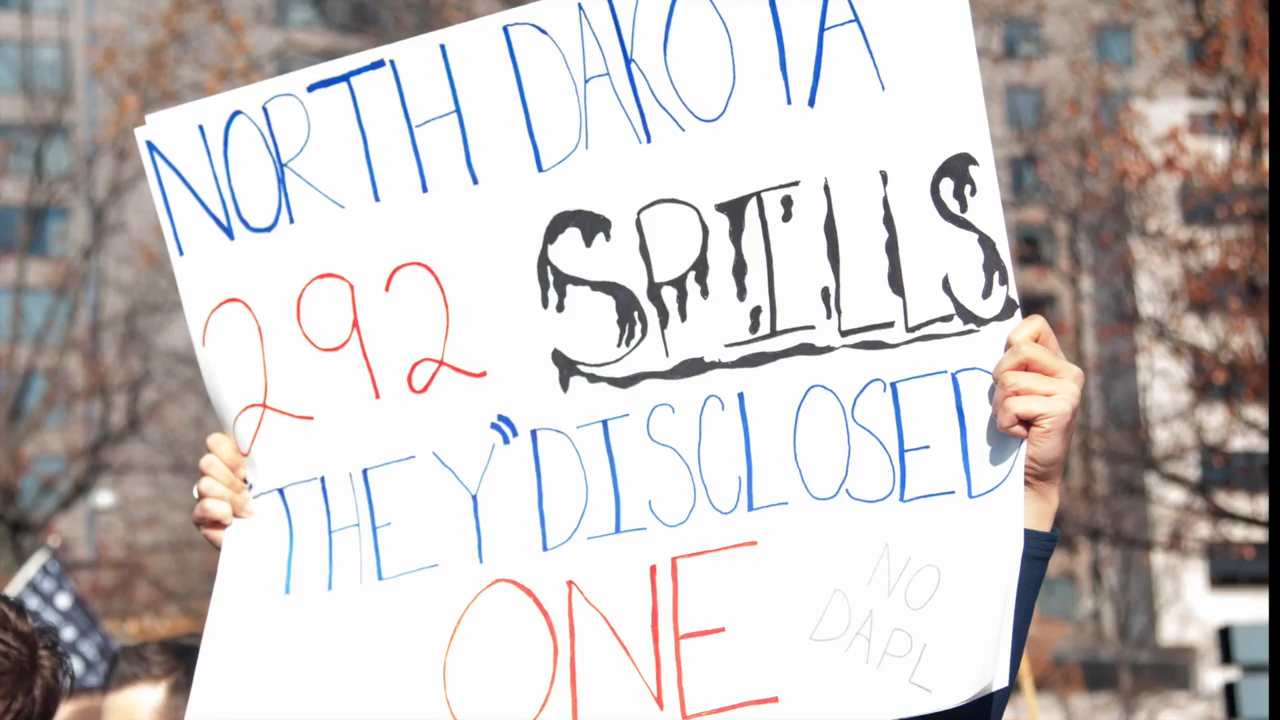 NORTH DAKOTA
292 SPILLS
THEY "DISCLOSED
ONE
NO
DAPL